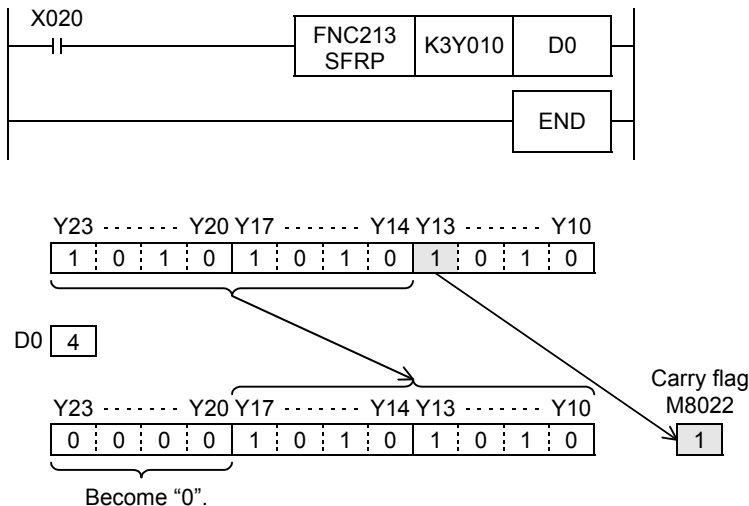 X020
FNC213
SFRP
K3Y010
D0
END
Y23 ------- Y20 Y17 ------- Y14 Y13 ------- Y10
1 0 1 0 1 0 1 0 1 0 1 0
D0 4
Carry flag
M8022
Y23 ------- Y20 Y17 ------- Y14 Y13 ------- Y10
0 0 0 0 1 0 1 0 1 0 1 0
1
Become “0”.